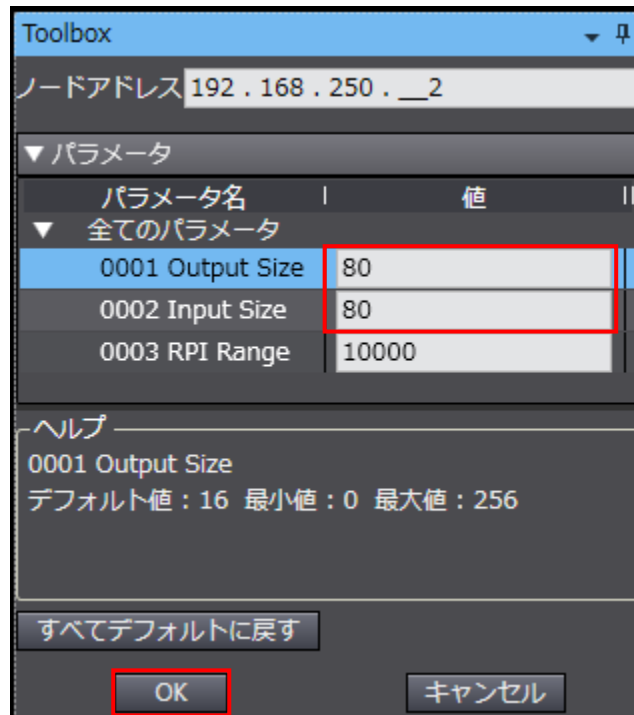 Toolbox
ノードアドレス 192 . 168 . 250 . __2
▼ パラメータ
パラメータ名 値
▼ 全てのパラメータ
0001 Output Size 80
0002 Input Size 80
0003 RPI Range 10000
ヘルプ
0001 Output Size
デフォルト値：16 最小値：0 最大値：256
すべてデフォルトに戻す
OK キャンセル